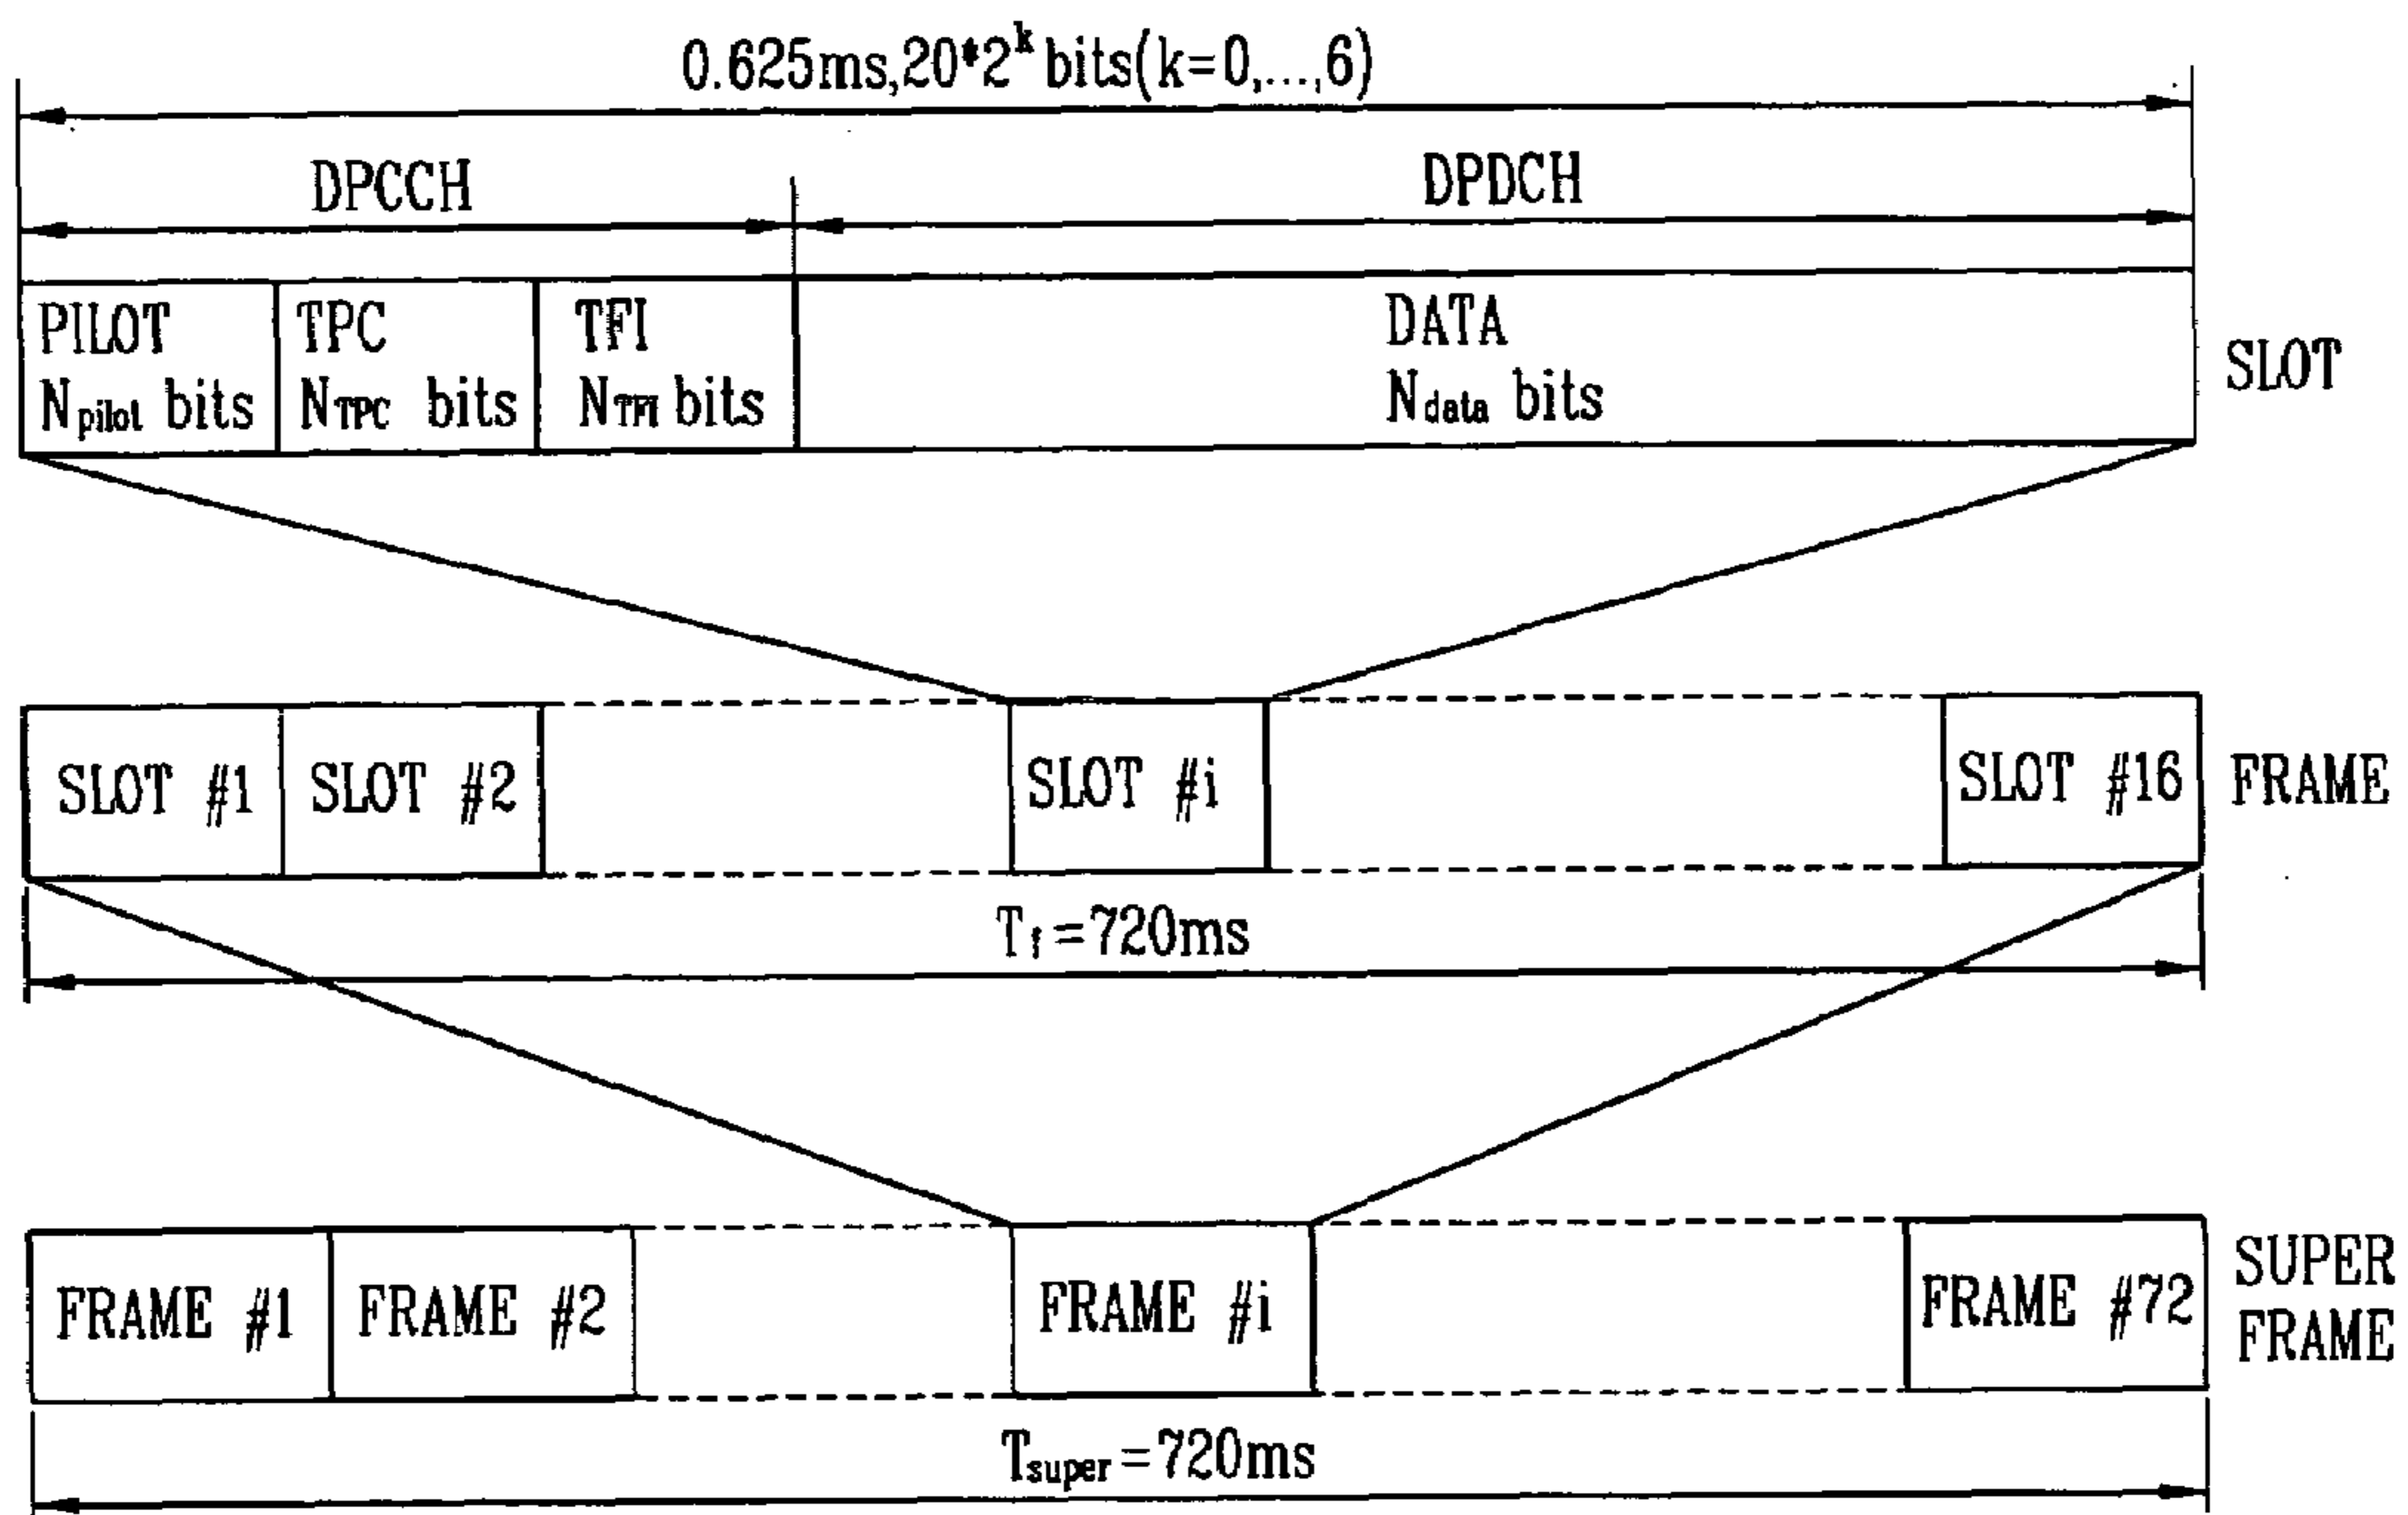 0.625ms,20*2^k bits(k=0,...,6)
DPCCH
DPDCH
PILOT
N_pilot bits
TPC
N_TPC bits
TFI
N_TFI bits
DATA
N_data bits
SLOT
SLOT #1
SLOT #2
SLOT #i
SLOT #16
FRAME
T_f=720ms
FRAME #1
FRAME #2
FRAME #i
FRAME #72
SUPER
FRAME
T_super=720ms